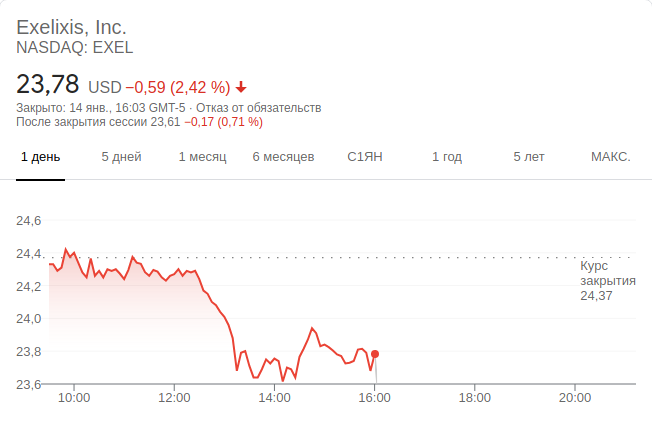 Exelixis, Inc.
NASDAQ: EXEL
23,78 USD −0,59 (2,42 %)
Закрыто: 14 янв., 16:03 GMT-5 · Отказ от обязательств
После закрытия сессии 23,61 −0,17 (0,71 %)
1 день 5 дней 1 месяц 6 месяцев С1ЯН 1 год 5 лет МАКС.
24,6
24,4
Курс
закрытия
24,37
24,2
24,0
23,8
23,6
10:00 12:00 14:00 16:00 18:00 20:00